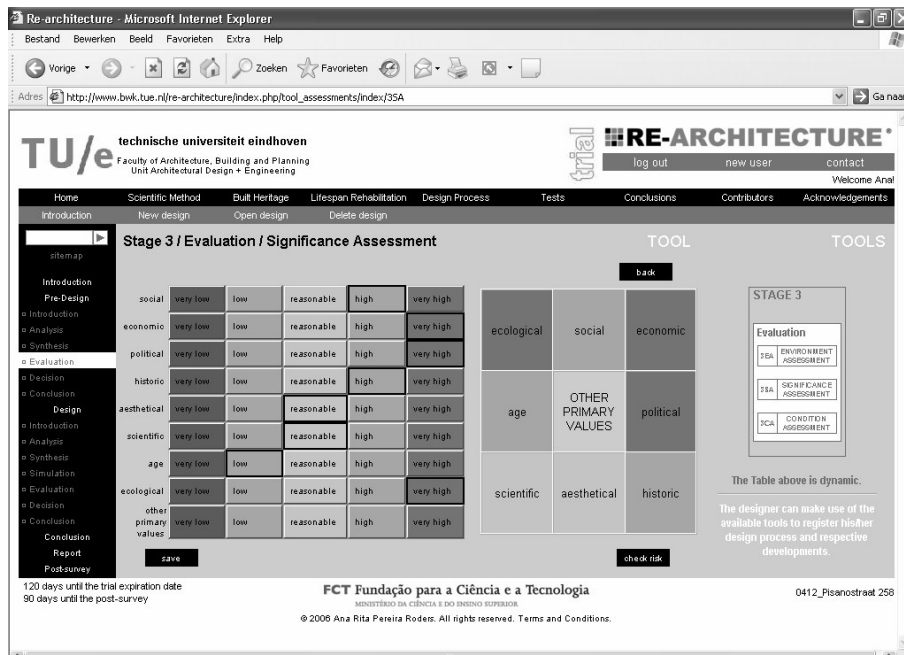 Re-architecture - Microsoft Internet Explorer
Bestand Bewerken Beeld Favorieten Extra Help
Vorige Zoeken Favorieten
Adres http://www.bwk.tue.nl/re-architecture/index.php/tool_assessments/index/3SA Ga naar
TU/e technische universiteit eindhoven
Faculty of Architecture, Building and Planning
Unit Architectural Design + Engineering
trial
RE-ARCHITECTURE
log out new user contact
Welcome Ana!
Home Scientific Method Built Heritage Lifespan Rehabilitation Design Process Tests Conclusions Contributors Acknowledgements
Introduction New design Open design Delete design
Stage 3 / Evaluation / Significance Assessment
TOOL
TOOLS
back
sitemap
Introduction
Pre-Design
Introduction
Analysis
Synthesis
Evaluation
Decision
Conclusion
Design
Introduction
Analysis
Synthesis
Simulation
Evaluation
Decision
Conclusion
Conclusion
Report
Post-survey
social very low low reasonable high very high
economic very low low reasonable high very high
political very low low reasonable high very high
historic very low low reasonable high very high
aesthetical very low low reasonable high very high
scientific very low low reasonable high very high
age very low low reasonable high very high
ecological very low low reasonable high very high
other primary values very low low reasonable high very high
save
ecological social economic
age OTHER PRIMARY VALUES political
scientific aesthetical historic
check risk
STAGE 3
Evaluation
3EA ENVIRONMENT ASSESSMENT
3SA SIGNIFICANCE ASSESSMENT
3CA CONDITION ASSESSMENT
The Table above is dynamic.
The designer can make use of the
available tools to register his/her
design process and respective
developments.
120 days until the trial expiration date
90 days until the post-survey
FCT Fundação para a Ciência e a Tecnologia
MINISTÉRIO DA CIÊNCIA E DO ENSINO SUPERIOR
© 2006 Ana Rita Pereira Roders. All rights reserved. Terms and Conditions.
0412_Pisanostraat 258